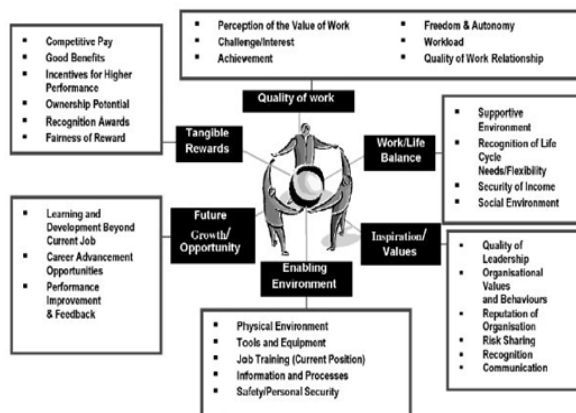 Perception of the Value of Work
Challenge/Interest
Achievement
Freedom & Autonomy
Workload
Quality of Work Relationship
Quality of work
Competitive Pay
Good Benefits
Incentives for Higher
Performance
Ownership Potential
Recognition Awards
Fairness of Reward
Tangible
Rewards
Work/Life
Balance
Supportive
Environment
Recognition of Life
Cycle
Needs/Flexibility
Security of Income
Social Environment
Learning and
Development Beyond
Current Job
Career Advancement
Opportunities
Performance
Improvement
& Feedback
Future
Growth/
Opportunity
Inspiration/
Values
Quality of
Leadership
Organisational
Values
and Behaviours
Reputation of
Organisation
Risk Sharing
Recognition
Communication
Enabling
Environment
Physical Environment
Tools and Equipment
Job Training (Current Position)
Information and Processes
Safety/Personal Security